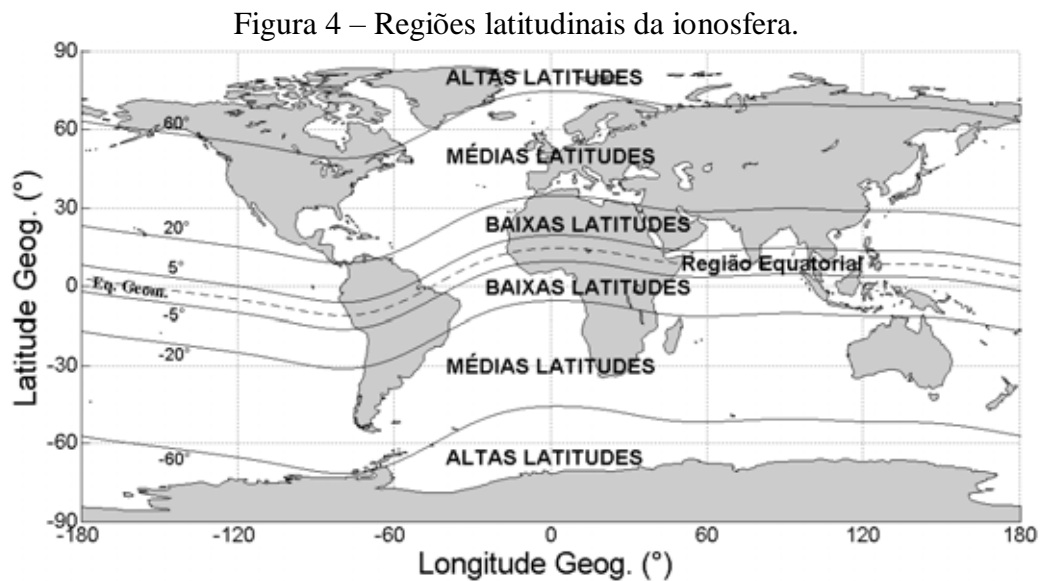 Figura 4 – Regiões latitudinais da ionosfera.
90
ALTAS LATITUDES
60
60°
MÉDIAS LATITUDES
30
20°
BAIXAS LATITUDES
5°
Região Equatorial
0
Eq. Geom.
BAIXAS LATITUDES
-5°
-20°
-30
MÉDIAS LATITUDES
-60
-60°
ALTAS LATITUDES
-90
-180 -120 -60 0 60 120 180
Latitude Geog. (°)
Longitude Geog. (°)